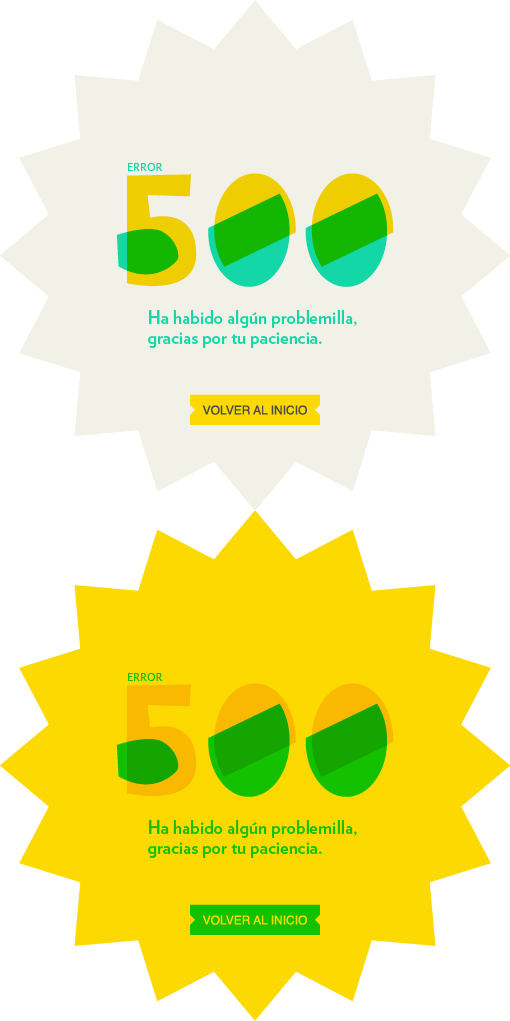 ERROR
500
Ha habido algún problemilla,
gracias por tu paciencia.
VOLVER AL INICIO
ERROR
500
Ha habido algún problemilla,
gracias por tu paciencia.
VOLVER AL INICIO